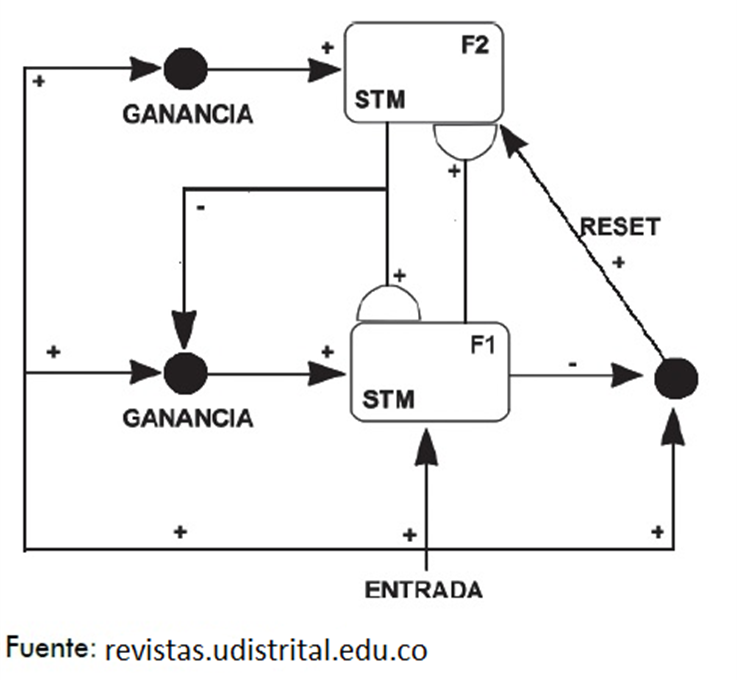 + + F2
GANANCIA STM
- +
+ RESET
+
+ + F1 -
GANANCIA STM
+ + +
ENTRADA
Fuente: revistas.udistrital.edu.co